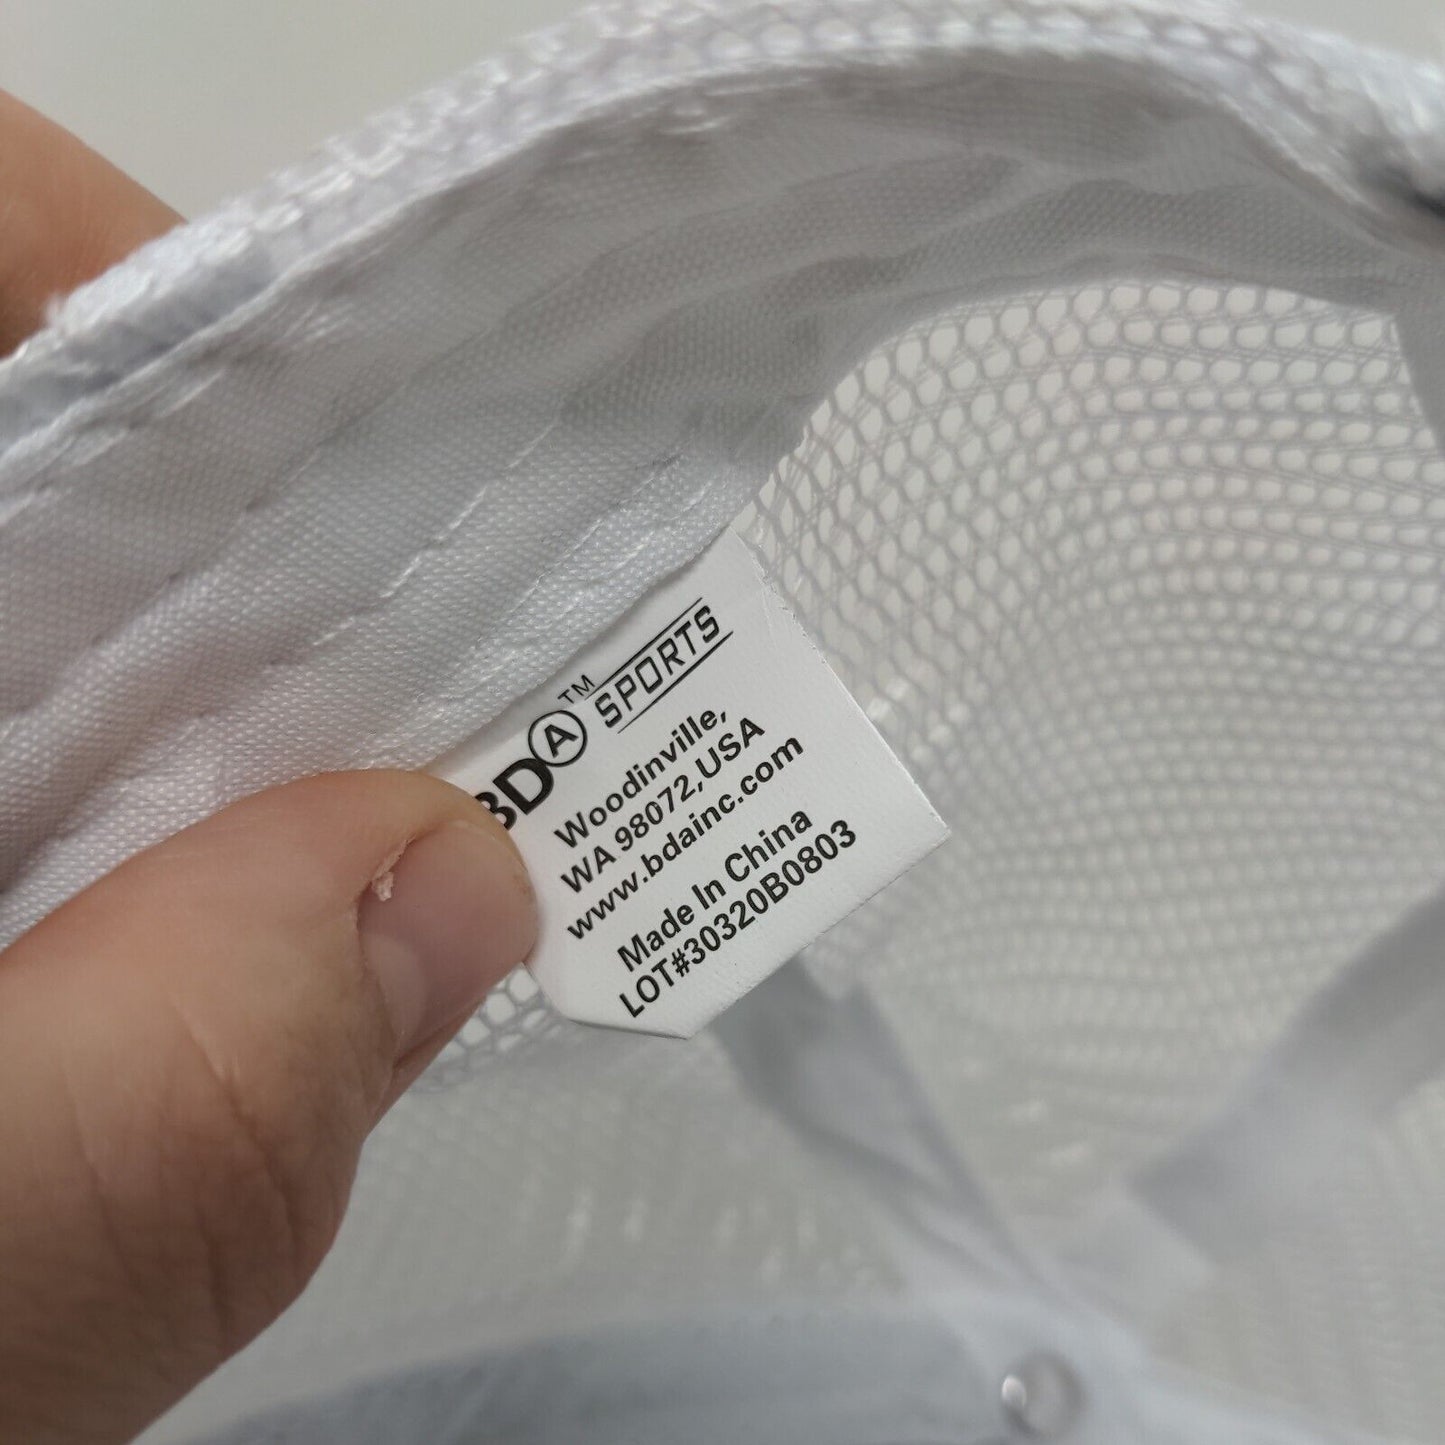 BDA™ SPORTS
Woodinville,
WA 98072, USA
www.bdainc.com
Made In China
LOT#30320B0803